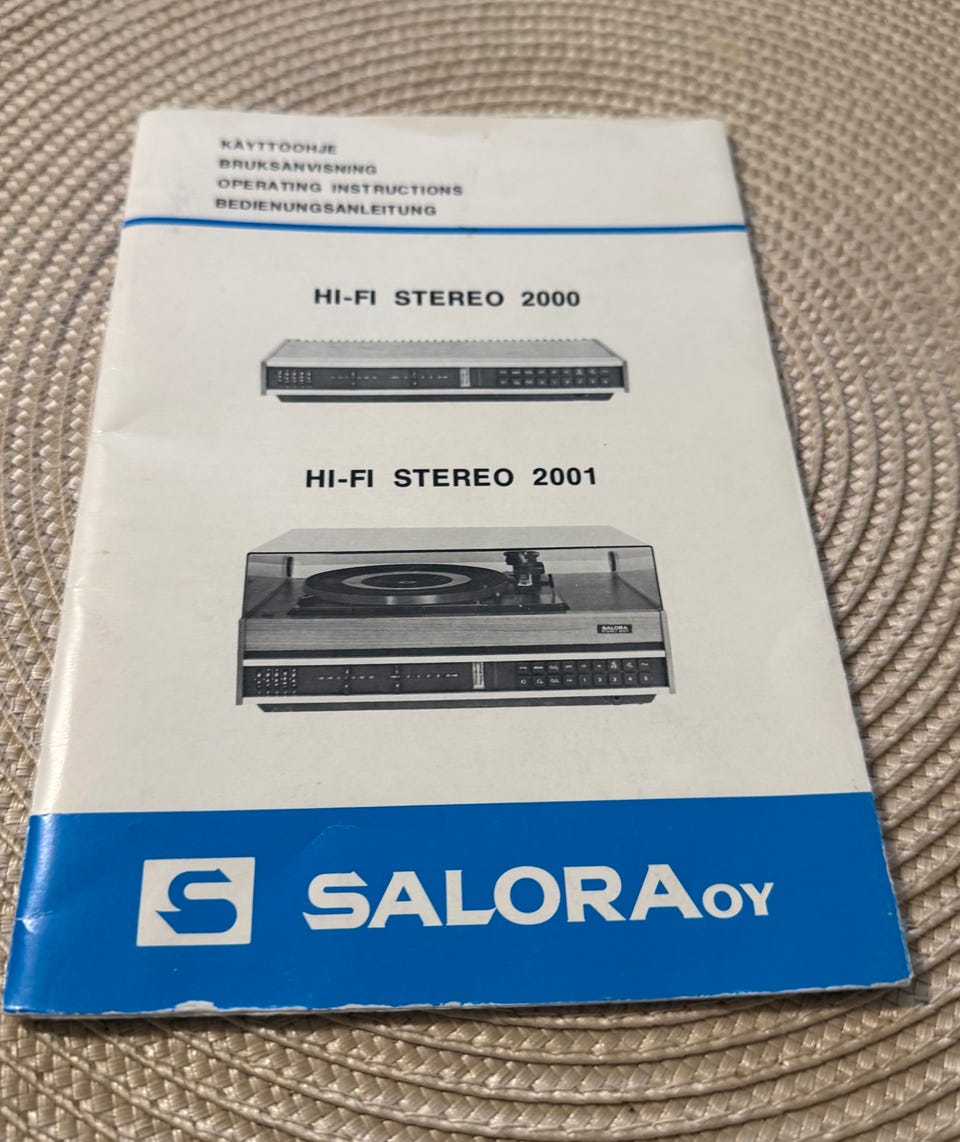 KÄYTTÖOHJE
BRUKSANVISNING
OPERATING INSTRUCTIONS
BEDIENUNGSANLEITUNG
HI-FI STEREO 2000
HI-FI STEREO 2001
SALORA
SALORA OY